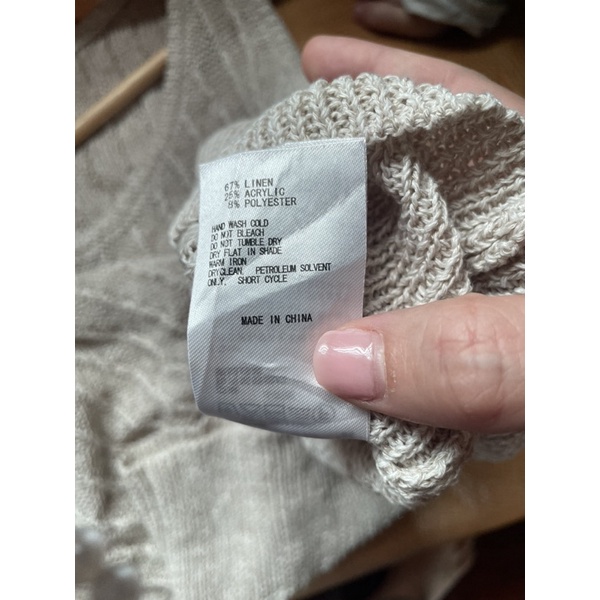 67% LINEN
25% ACRYLIC
8% POLYESTER
HAND WASH COLD
DO NOT BLEACH
DO NOT TUMBLE DRY
DRY FLAT IN SHADE
WARM IRON
DRYCLEAN. PETROLEUM SOLVENT
ONLY. SHORT CYCLE
MADE IN CHINA